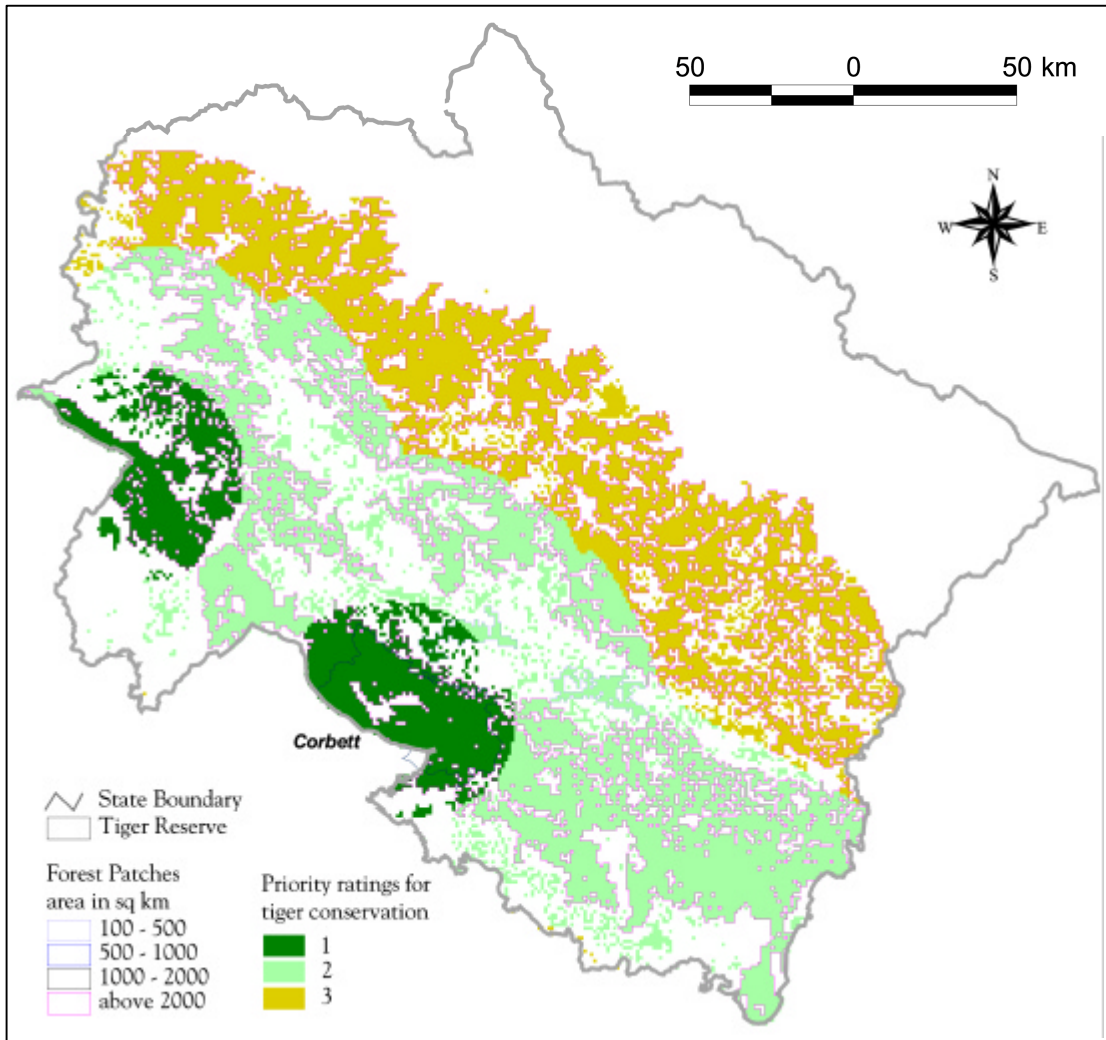 50 0 50 km
N
W E
S
Corbett
State Boundary
Tiger Reserve
Forest Patches
area in sq km
100 - 500
500 - 1000
1000 - 2000
above 2000
Priority ratings for
tiger conservation
1
2
3